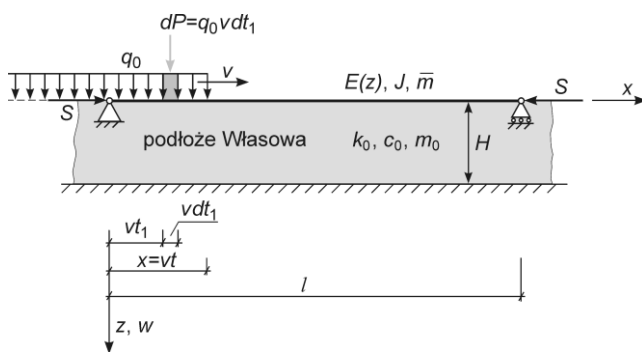 dP=q₀vdt₁
q₀
v
E(z), J, m̅
S
S
x
podłoże Własowa
k₀, c₀, m₀
H
vt₁
vdt₁
x=vt
l
z, w